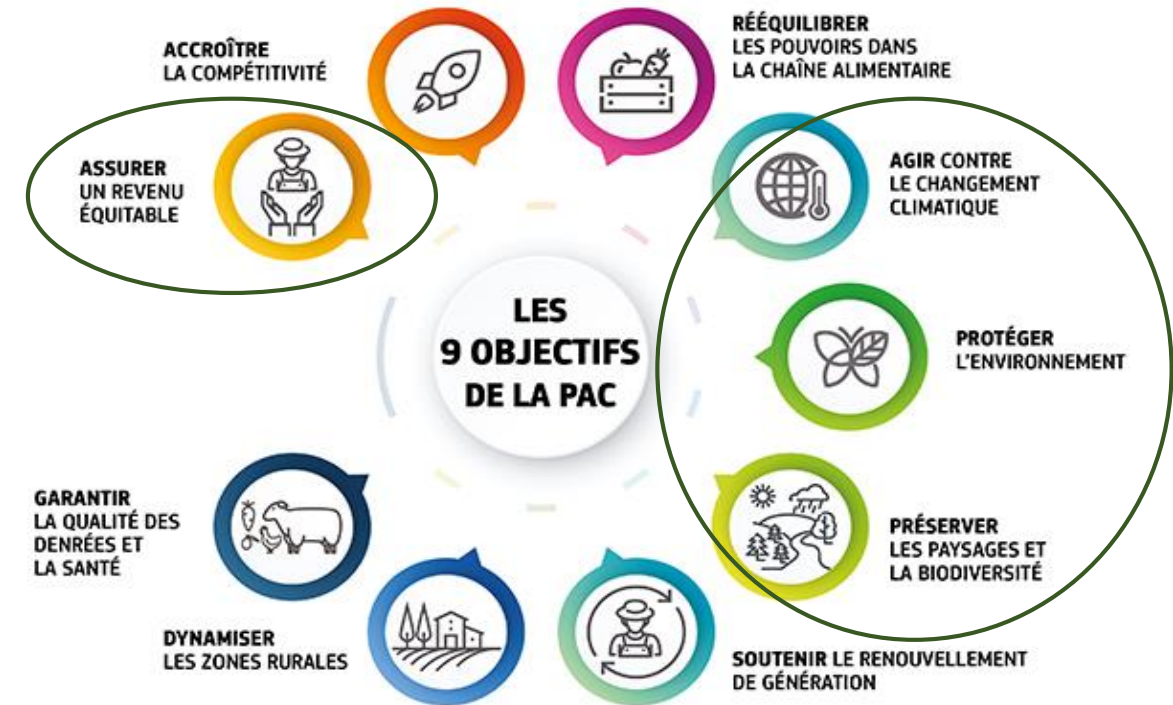 ACCROÎTRE
LA COMPÉTITIVITÉ
RÉÉQUILIBRER
LES POUVOIRS DANS
LA CHAÎNE ALIMENTAIRE
ASSURER
UN REVENU
ÉQUITABLE
AGIR CONTRE
LE CHANGEMENT
CLIMATIQUE
LES
9 OBJECTIFS
DE LA PAC
PROTÉGER
L'ENVIRONNEMENT
GARANTIR
LA QUALITÉ DES
DENRÉES ET
LA SANTÉ
PRÉSERVER
LES PAYSAGES ET
LA BIODIVERSITÉ
DYNAMISER
LES ZONES RURALES
SOUTENIR LE RENOUVELLEMENT
DE GÉNÉRATION